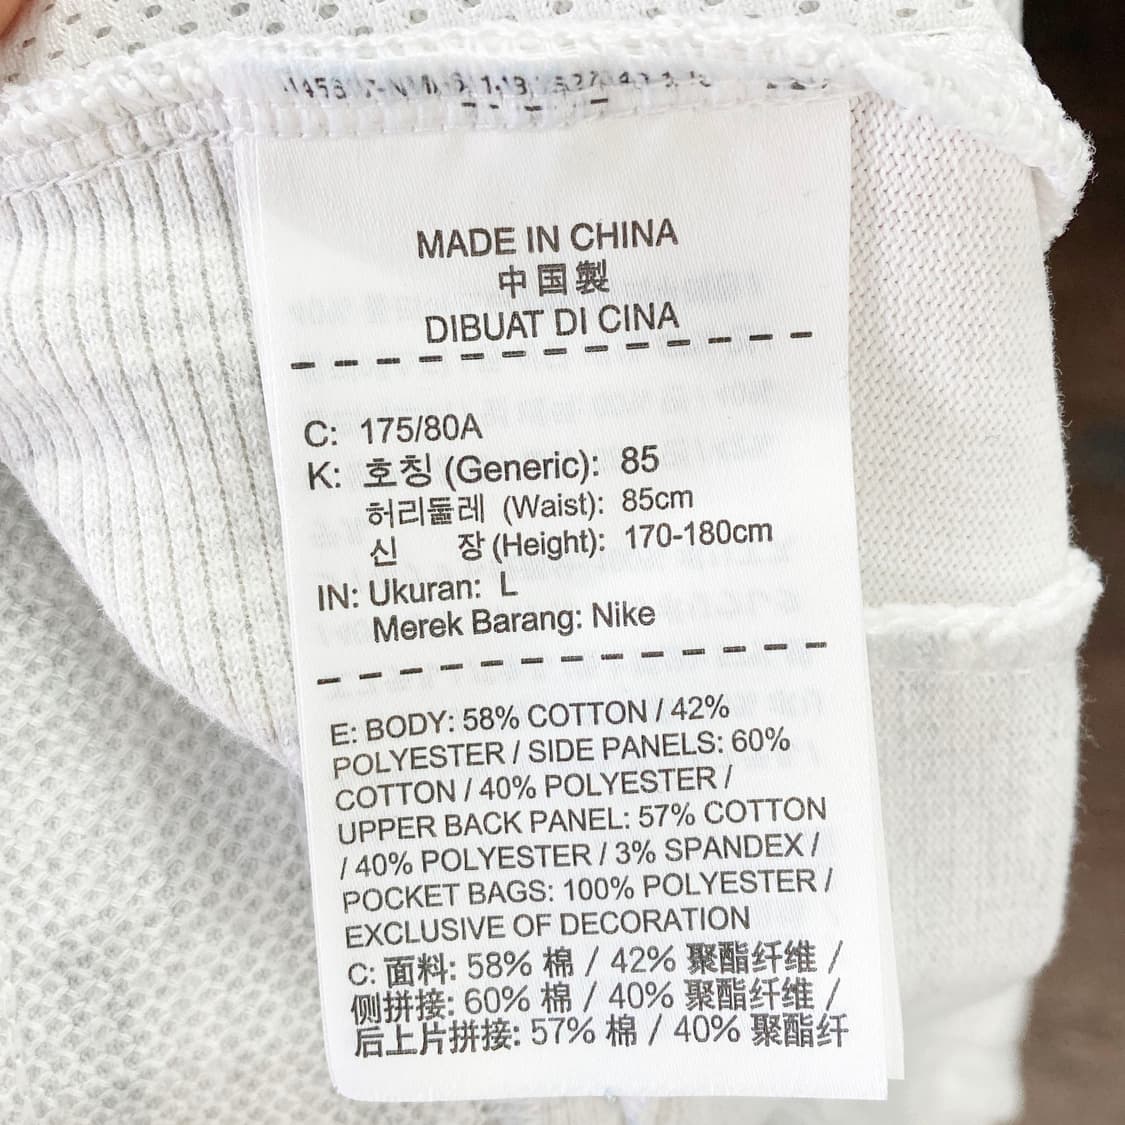 MADE IN CHINA
中国製
DIBUAT DI CINA
C: 175/80A
K: 호칭 (Generic): 85
허리둘레 (Waist): 85cm
신 장 (Height): 170-180cm
IN: Ukuran: L
Merek Barang: Nike
E: BODY: 58% COTTON / 42%
POLYESTER / SIDE PANELS: 60%
COTTON / 40% POLYESTER /
UPPER BACK PANEL: 57% COTTON
/ 40% POLYESTER / 3% SPANDEX /
POCKET BAGS: 100% POLYESTER /
EXCLUSIVE OF DECORATION
C: 面料: 58% 棉 / 42% 聚酯纤维 /
侧拼接: 60% 棉 / 40% 聚酯纤维 /
后上片拼接: 57% 棉 / 40% 聚酯纤